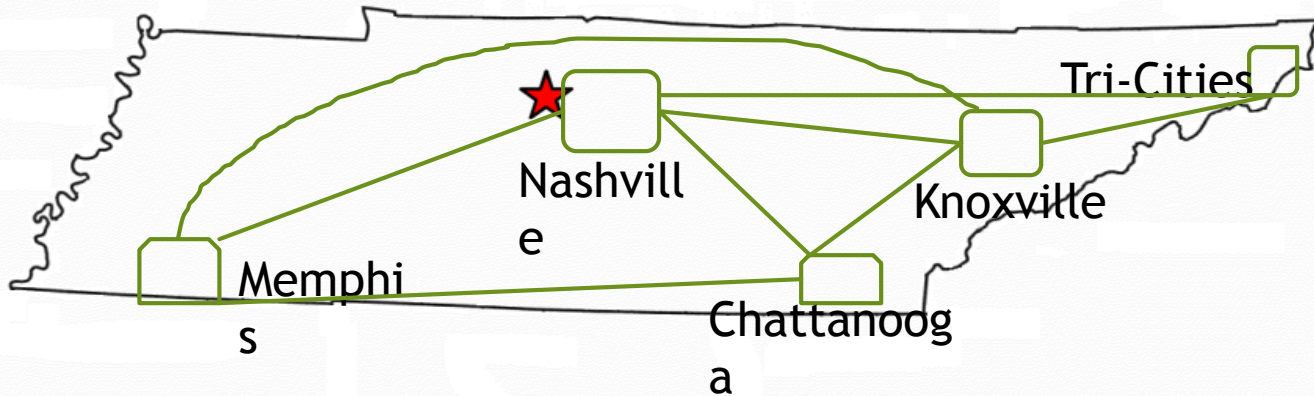 Tri-Cities
Nashvill
e
Knoxville
Memphi
s
Chattanoog
a